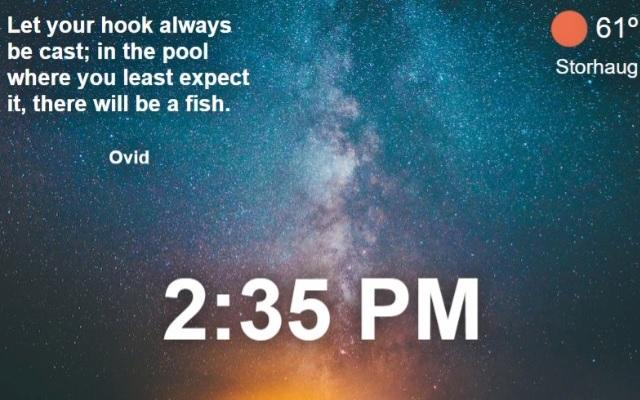 Let your hook always
be cast; in the pool
where you least expect
it, there will be a fish.
Ovid
61°
Storhaug
2:35 PM